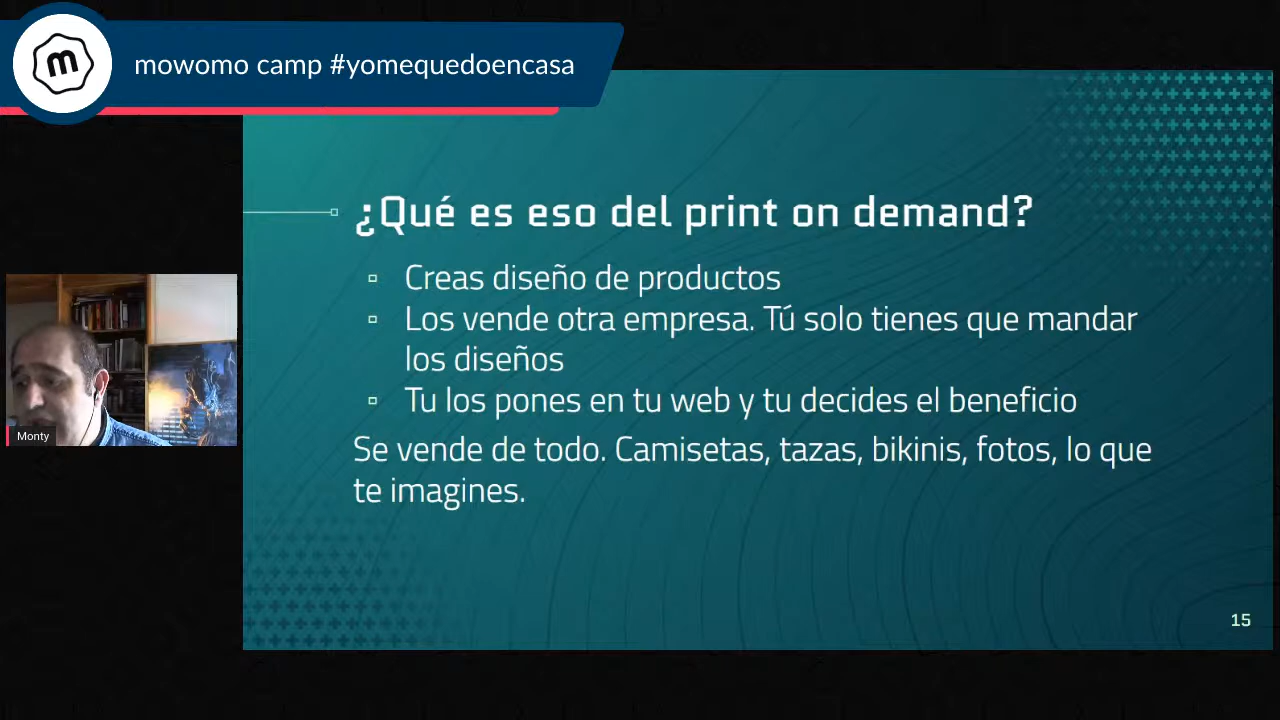 m
mowomo camp #yomequedoencasa
¿Qué es eso del print on demand?
▫ Creas diseño de productos
▫ Los vende otra empresa. Tú solo tienes que mandar
los diseños
▫ Tu los pones en tu web y tu decides el beneficio
Se vende de todo. Camisetas, tazas, bikinis, fotos, lo que
te imagines.
Monty
15